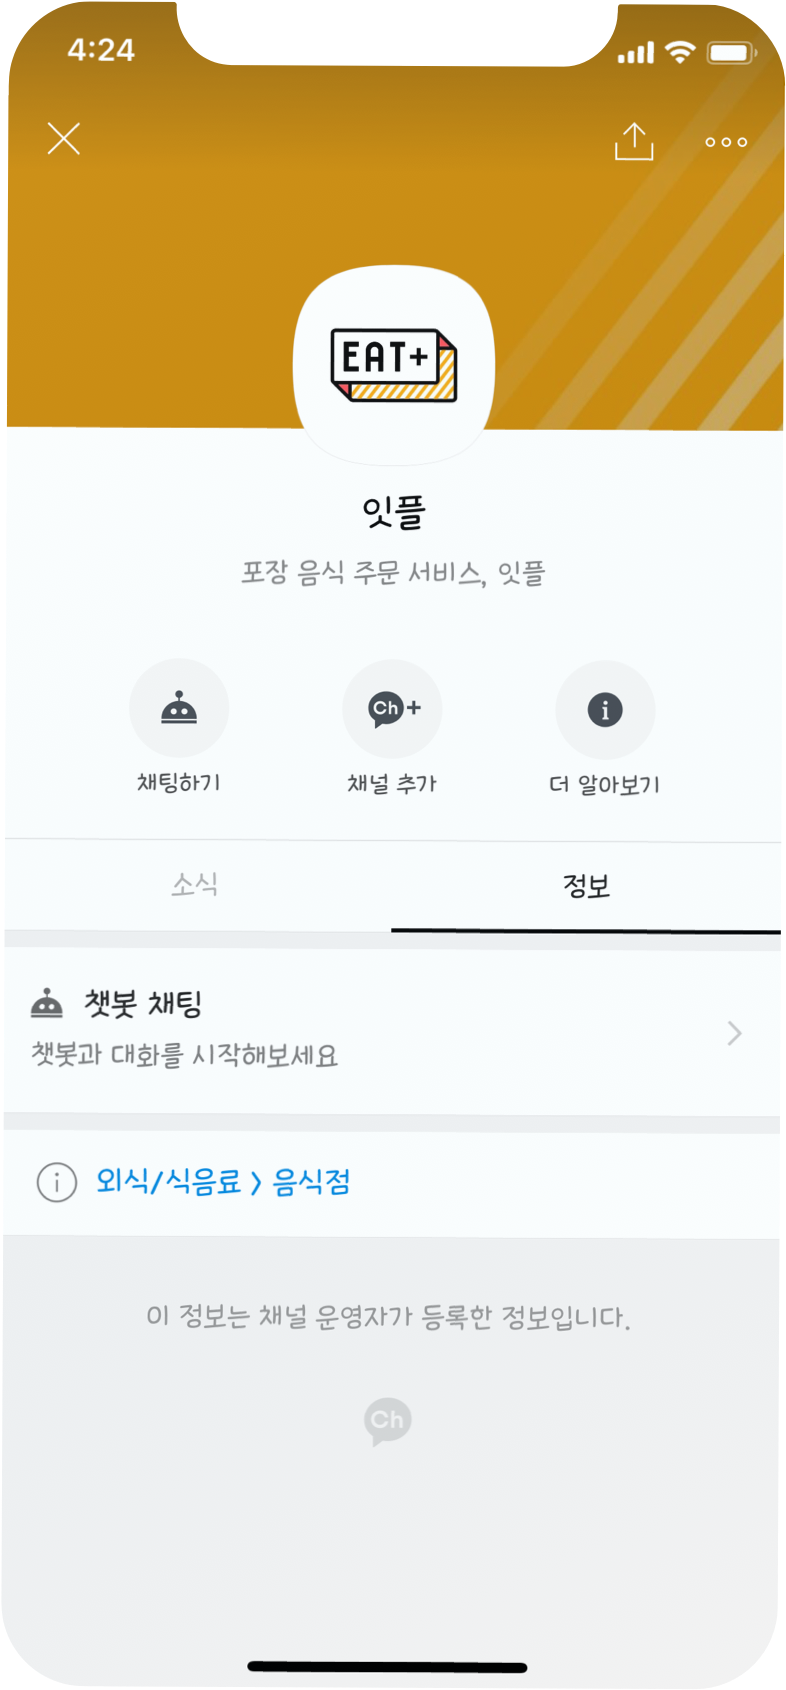 4:24
EAT+
잇플
포장 음식 주문 서비스, 잇플
채팅하기
Ch+
채널 추가
i
더 알아보기
소식
정보
챗봇 채팅
챗봇과 대화를 시작해보세요
외식/식음료 > 음식점
이 정보는 채널 운영자가 등록한 정보입니다.
Ch